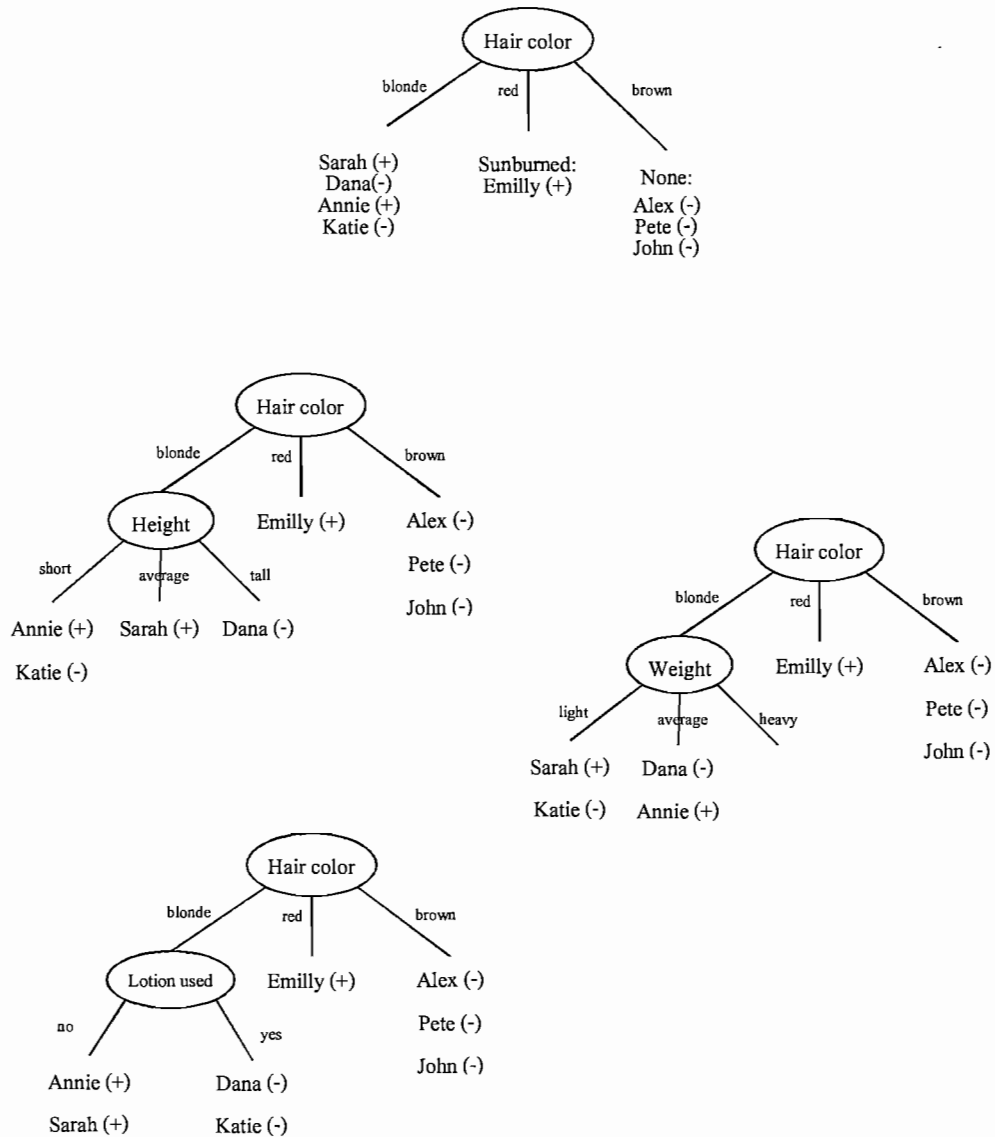 Hair color
blonde
red
brown
Sarah (+)
Dana(-)
Annie (+)
Katie (-)
Sunburned:
Emilly (+)
None:
Alex (-)
Pete (-)
John (-)
Hair color
blonde
red
brown
Height
Emilly (+)
Alex (-)
Pete (-)
John (-)
short
average
tall
Annie (+)
Sarah (+)
Dana (-)
Katie (-)
Hair color
blonde
red
brown
Weight
Emilly (+)
Alex (-)
Pete (-)
John (-)
light
average
heavy
Sarah (+)
Dana (-)
Katie (-)
Annie (+)
Hair color
blonde
red
brown
Lotion used
Emilly (+)
Alex (-)
Pete (-)
John (-)
no
yes
Annie (+)
Dana (-)
Sarah (+)
Katie (-)